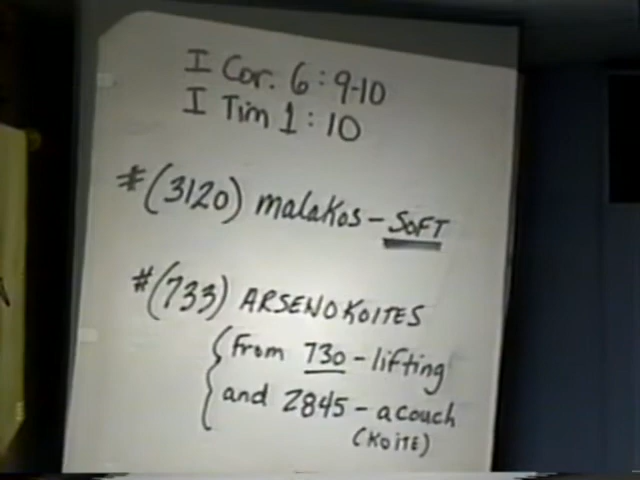 I Cor. 6:9-10
I Tim 1:10
#(3120) malakos - SOFT
#(733) ARSENOKOITES
from 730 - lifting
and 2845 - a couch
(KOITE)